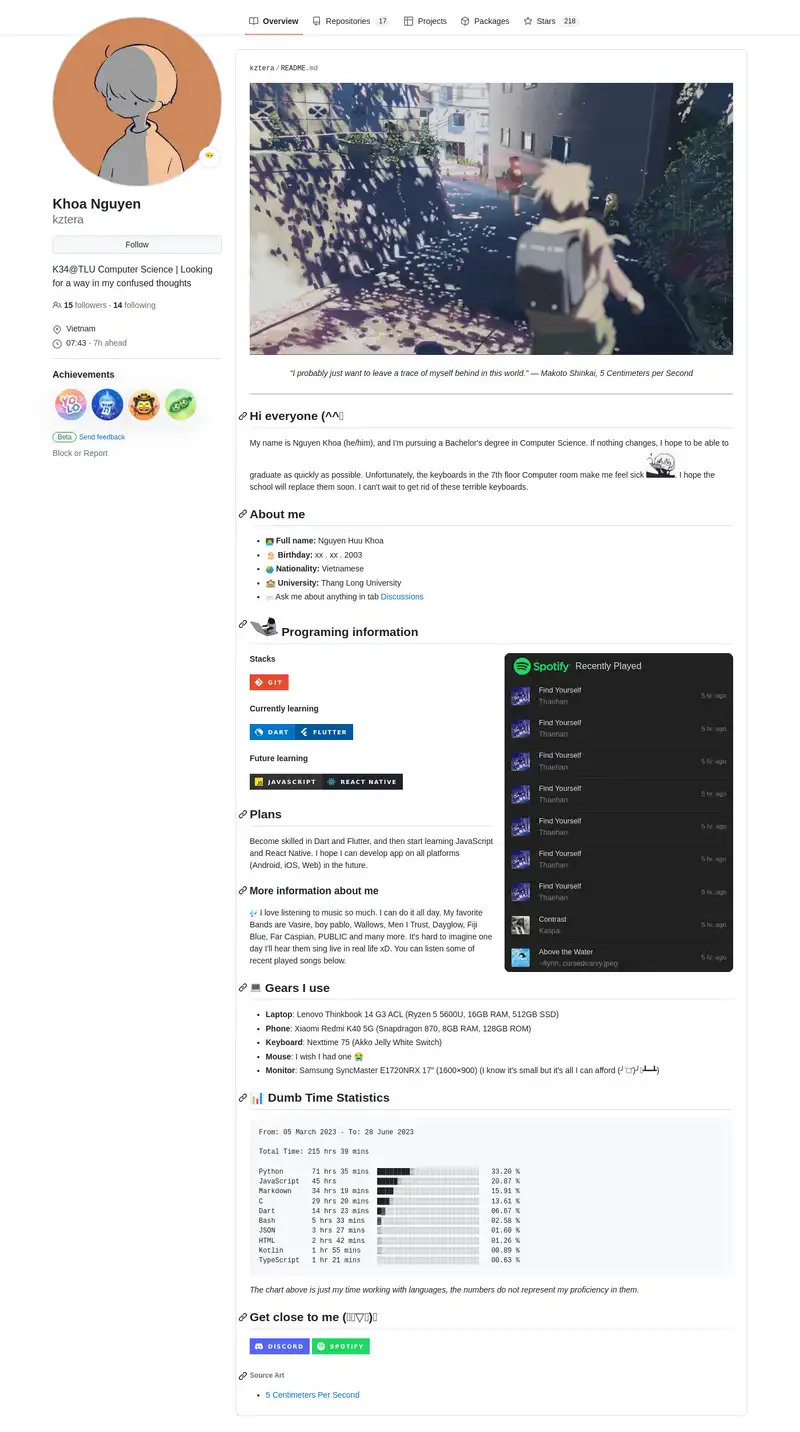 Overview
Repositories 17
Projects
Packages
Stars 218
Khoa Nguyen
kztera
Follow
K34@TLU Computer Science | Looking
for a way in my confused thoughts
15 followers · 14 following
Vietnam
07:43 - 7h ahead
Achievements
YOLO
Beta Send feedback
Block or Report
kztera/README.md
"I probably just want to leave a trace of myself behind in this world." — Makoto Shinkai, 5 Centimeters per Second
Hi everyone (^^
My name is Nguyen Khoa (he/him), and I'm pursuing a Bachelor's degree in Computer Science. If nothing changes, I hope to be able to
graduate as quickly as possible. Unfortunately, the keyboards in the 7th floor Computer room make me feel sick. I hope the
school will replace them soon. I can't wait to get rid of these terrible keyboards.
About me
Full name: Nguyen Huu Khoa
Birthday: xx . xx . 2003
Nationality: Vietnamese
University: Thang Long University
Ask me about anything in tab Discussions
Programing information
Stacks
GIT
Currently learning
DART FLUTTER
Future learning
JAVASCRIPT REACT NATIVE
Plans
Become skilled in Dart and Flutter, and then start learning JavaScript
and React Native. I hope I can develop app on all platforms
(Android, iOS, Web) in the future.
More information about me
I love listening to music so much. I can do it all day. My favorite
Bands are Vasire, boy pablo, Wallows, Men I Trust, Dayglow, Fiji
Blue, Far Caspian, PUBLIC and many more. It's hard to imagine one
day I'll hear them sing live in real life xD. You can listen some of
recent played songs below.
Spotify Recently Played
Find Yourself
Thaehan
5 hr. ago
Find Yourself
Thaehan
5 hr. ago
Find Yourself
Thaehan
5 hr. ago
Find Yourself
Thaehan
5 hr. ago
Find Yourself
Thaehan
5 hr. ago
Find Yourself
Thaehan
5 hr. ago
Find Yourself
Thaehan
5 hr. ago
Contrast
Kaspa.
5 hr. ago
Above the Water
5 hr. ago
Gears I use
Laptop: Lenovo Thinkbook 14 G3 ACL (Ryzen 5 5600U, 16GB RAM, 512GB SSD)
Phone: Xiaomi Redmi K40 5G (Snapdragon 870, 8GB RAM, 128GB ROM)
Keyboard: Nexttime 75 (Akko Jelly White Switch)
Mouse: I wish I had one 😭
Monitor: Samsung SyncMaster E1720NRX 17" (1600×900) (I know it's small but it's all I can afford (╯'□')╯┻━┻)
📊 Dumb Time Statistics
From: 05 March 2023 - To: 28 June 2023
Total Time: 215 hrs 39 mins
Python 71 hrs 35 mins 33.20 %
JavaScript 45 hrs 20.87 %
Markdown 34 hrs 19 mins 15.91 %
C 29 hrs 20 mins 13.61 %
Dart 14 hrs 23 mins 06.67 %
Bash 5 hrs 33 mins 02.58 %
JSON 3 hrs 27 mins 01.60 %
HTML 2 hrs 42 mins 01.26 %
Kotlin 1 hr 55 mins 00.89 %
TypeScript 1 hr 21 mins 00.63 %
The chart above is just my time working with languages, the numbers do not represent my proficiency in them.
Get close to me (▽)
DISCORD SPOTIFY
Source Art
5 Centimeters Per Second